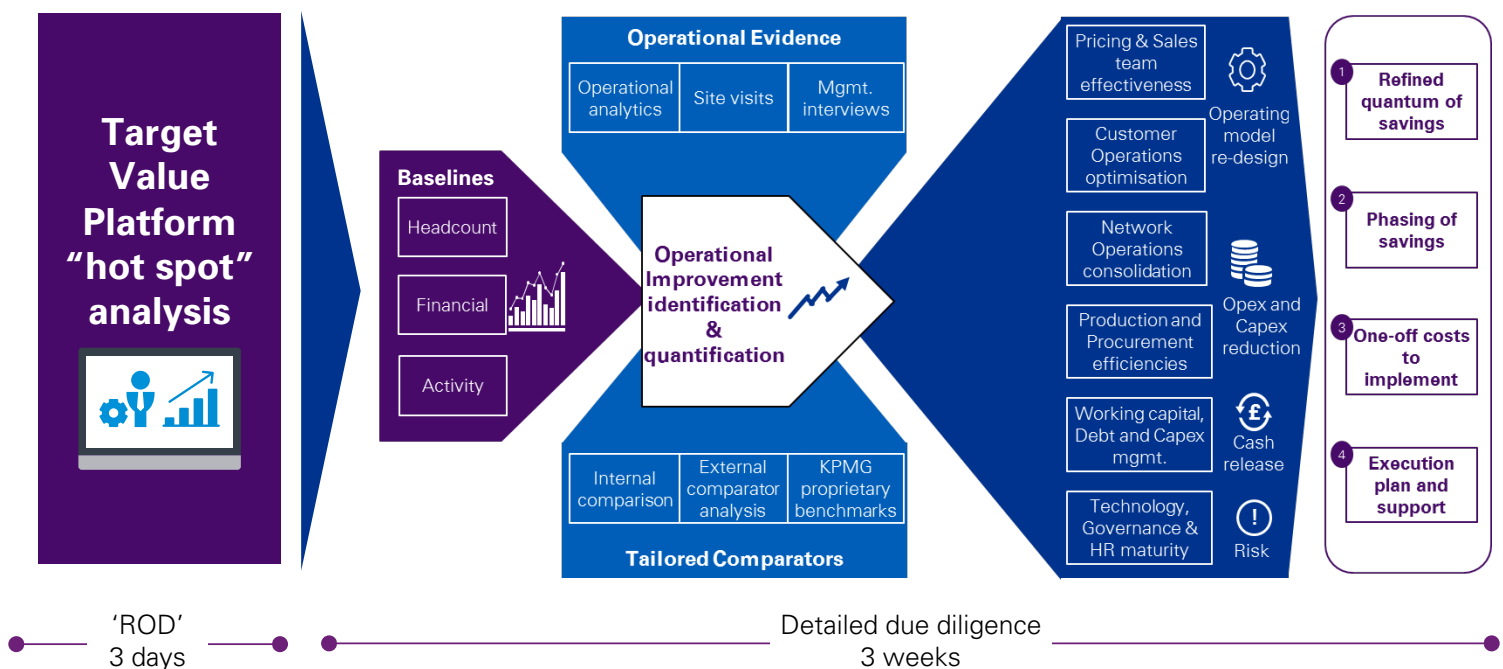 Target
Value
Platform
“hot spot”
analysis
Operational Evidence
Operational
analytics
Site visits
Mgmt.
interviews
Baselines
Headcount
Financial
Activity
Operational
Improvement
identification
&
quantification
Internal
comparison
External
comparator
analysis
KPMG
proprietary
benchmarks
Tailored Comparators
Pricing & Sales
team
effectiveness
Customer
Operations
optimisation
Network
Operations
consolidation
Production and
Procurement
efficiencies
Working capital,
Debt and Capex
mgmt.
Technology,
Governance &
HR maturity
Operating
model
re-design
Opex and
Capex
reduction
£
Cash
release
!
Risk
1
Refined
quantum of
savings
2
Phasing of
savings
3
One-off costs
to
implement
4
Execution
plan and
support
‘ROD’
3 days
Detailed due diligence
3 weeks